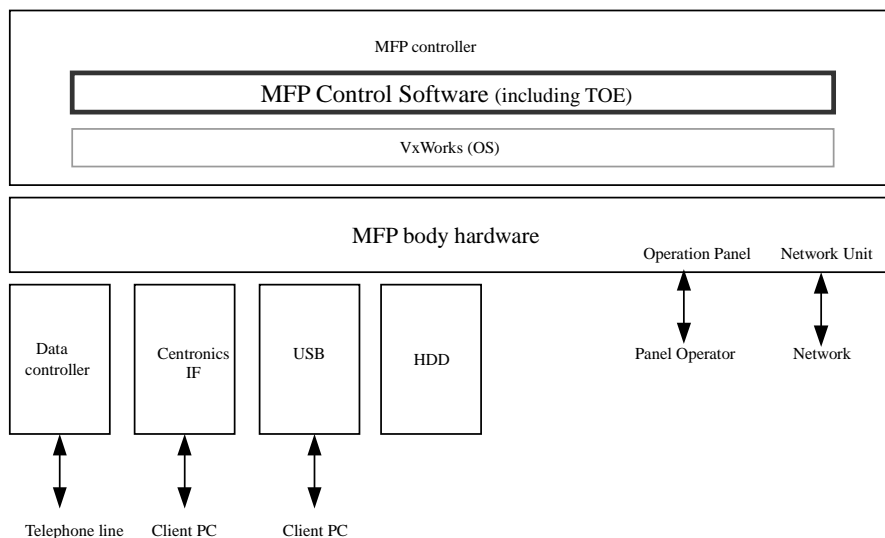 MFP controller
MFP Control Software (including TOE)
VxWorks (OS)
MFP body hardware
Operation Panel
Network Unit
Data
controller
Centronics
IF
USB
HDD
Panel Operator
Network
Telephone line
Client PC
Client PC